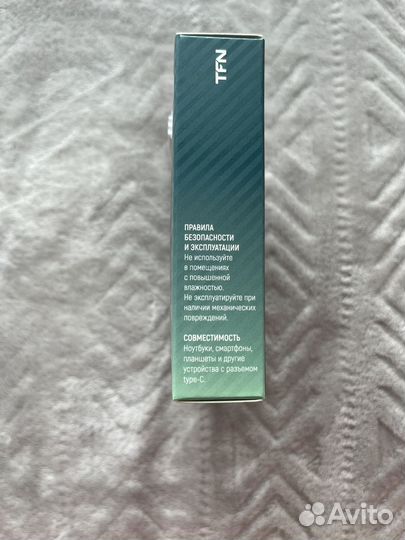 TFN
ПРАВИЛА
БЕЗОПАСНОСТИ
И ЭКСПЛУАТАЦИИ
Не используйте
в помещениях
с повышенной
влажностью.
Не эксплуатируйте при
наличии механических
повреждений.
СОВМЕСТИМОСТЬ
Ноутбуки, смартфоны,
планшеты и другие
устройства с разъемом
type-C.
Avito